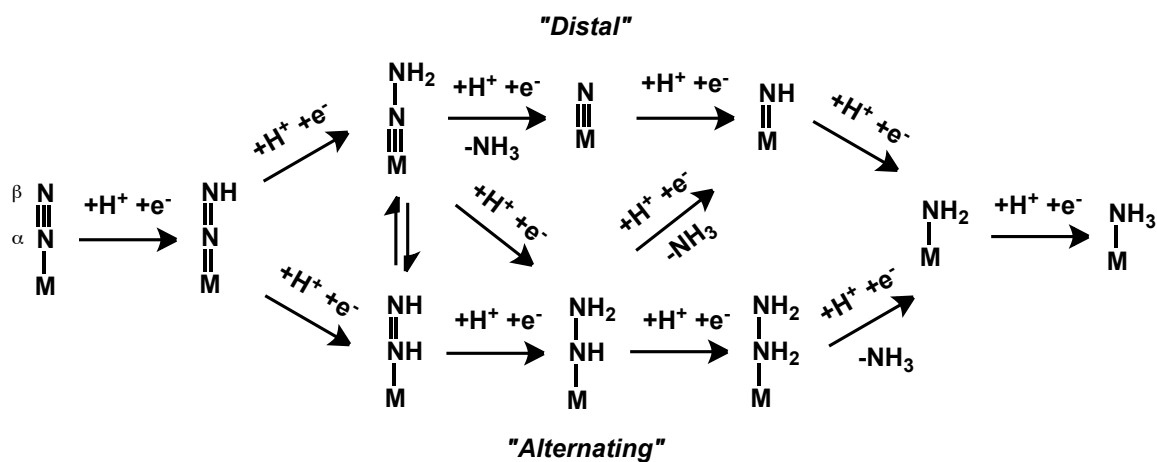 "Distal"
NH₂
N
M
+H⁺ +e⁻
-NH₃
N
M
+H⁺ +e⁻
NH
M
+H⁺ +e⁻
+H⁺ +e⁻
β N
α N
M
+H⁺ +e⁻
NH
N
M
+H⁺ +e⁻
+H⁺ +e⁻
-NH₃
NH₂
M
+H⁺ +e⁻
NH₃
M
+H⁺ +e⁻
NH
NH
M
+H⁺ +e⁻
NH₂
NH
M
+H⁺ +e⁻
NH₂
NH₂
M
+H⁺ +e⁻
-NH₃
"Alternating"